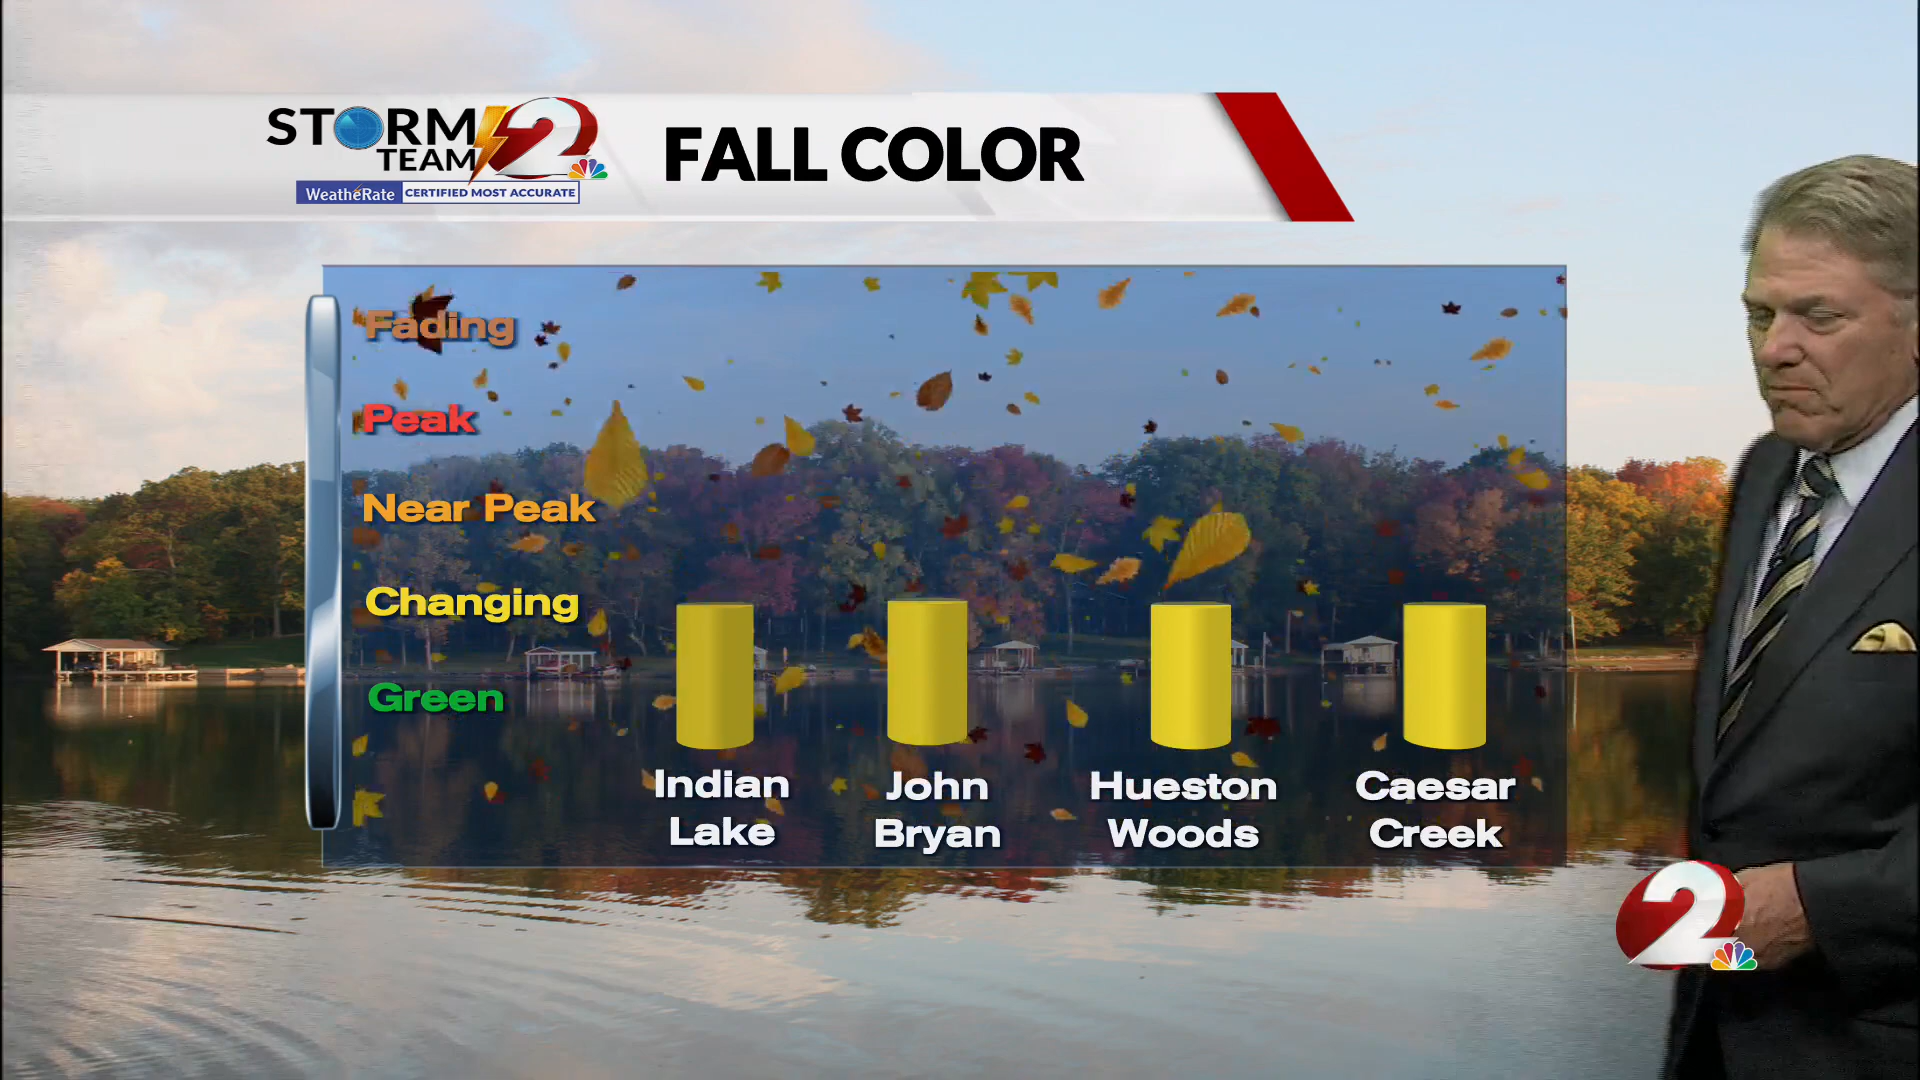 STORM
TEAM
2
WeatheRate CERTIFIED MOST ACCURATE
FALL COLOR
Fading
Peak
Near Peak
Changing
Green
Indian
Lake
John
Bryan
Hueston
Woods
Caesar
Creek
2